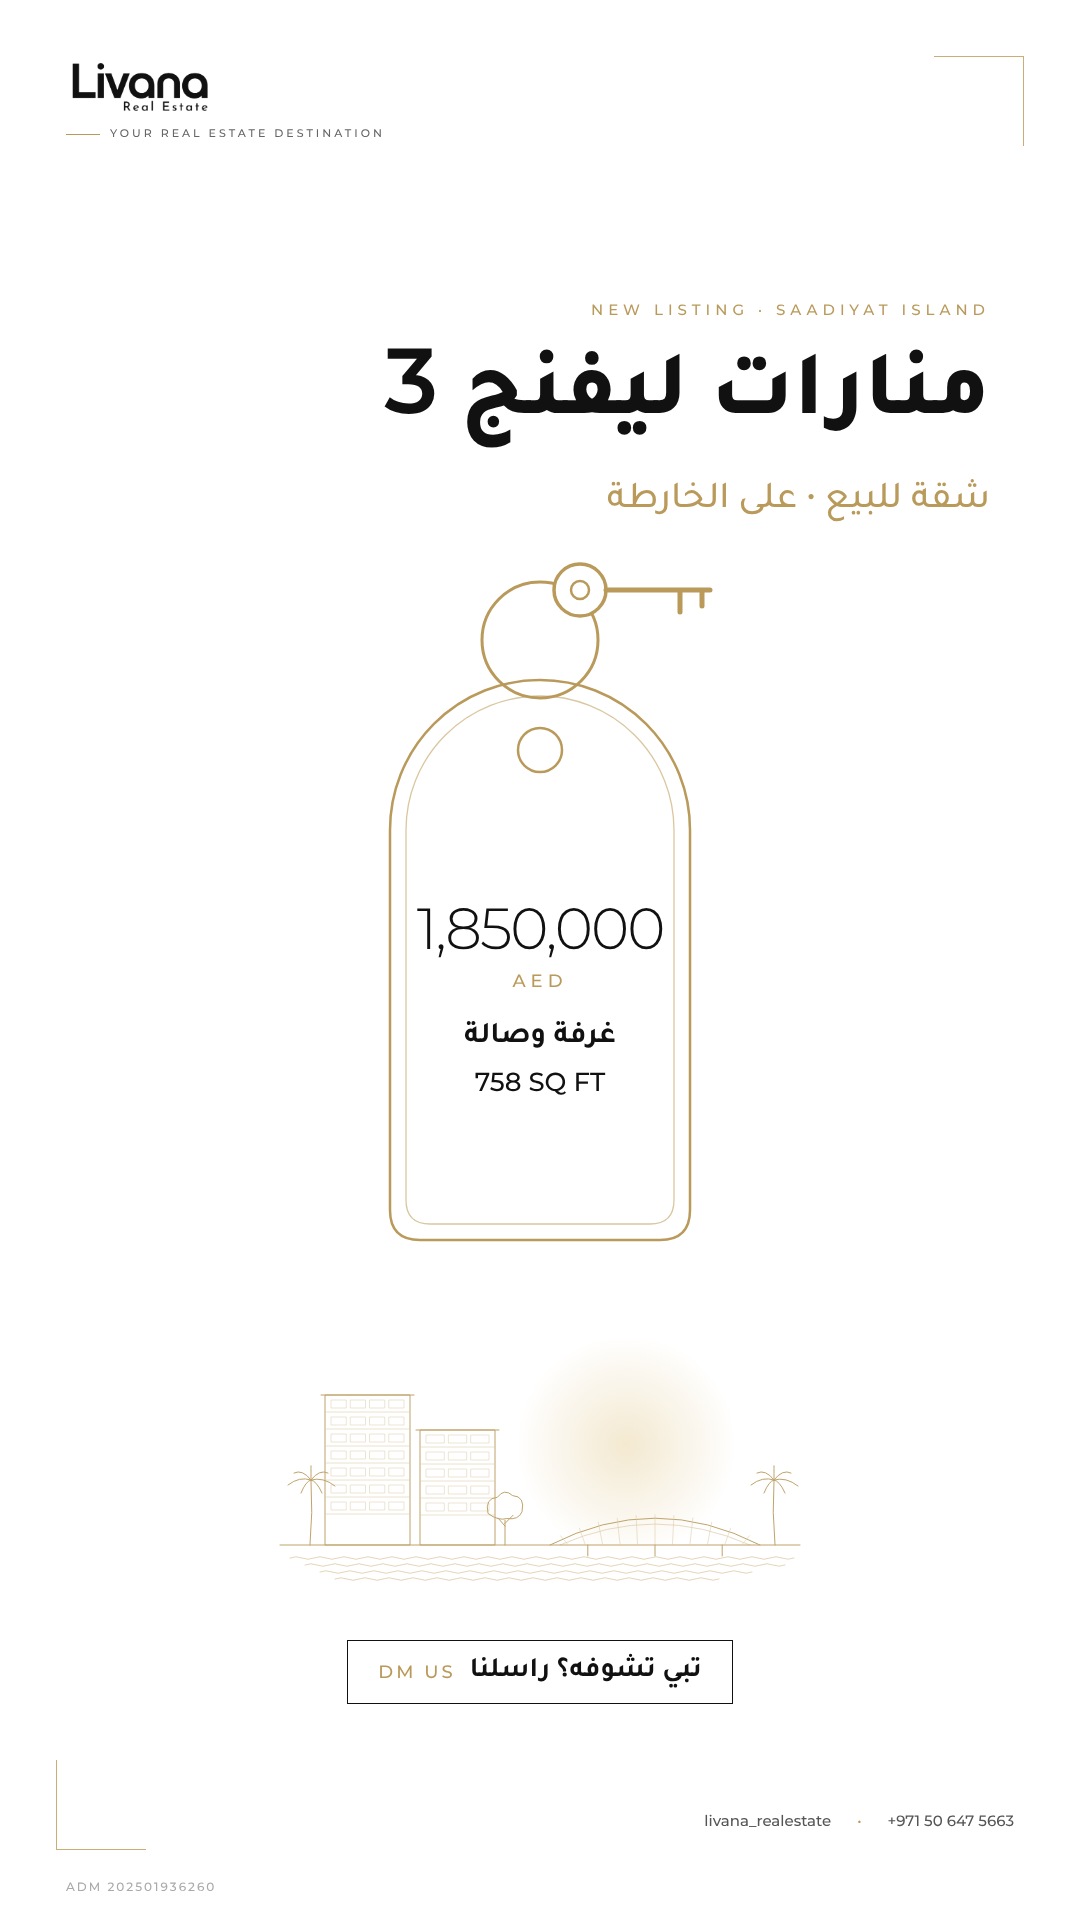 Livana
Real Estate
YOUR REAL ESTATE DESTINATION
NEW LISTING · SAADIYAT ISLAND
منارات ليفنج 3
شقة للبيع · على الخارطة
1,850,000
AED
غرفة وصالة
758 SQ FT
تبي تشوفه؟ راسلنا DM US
livana_realestate · +971 50 647 5663
ADM 202501936260